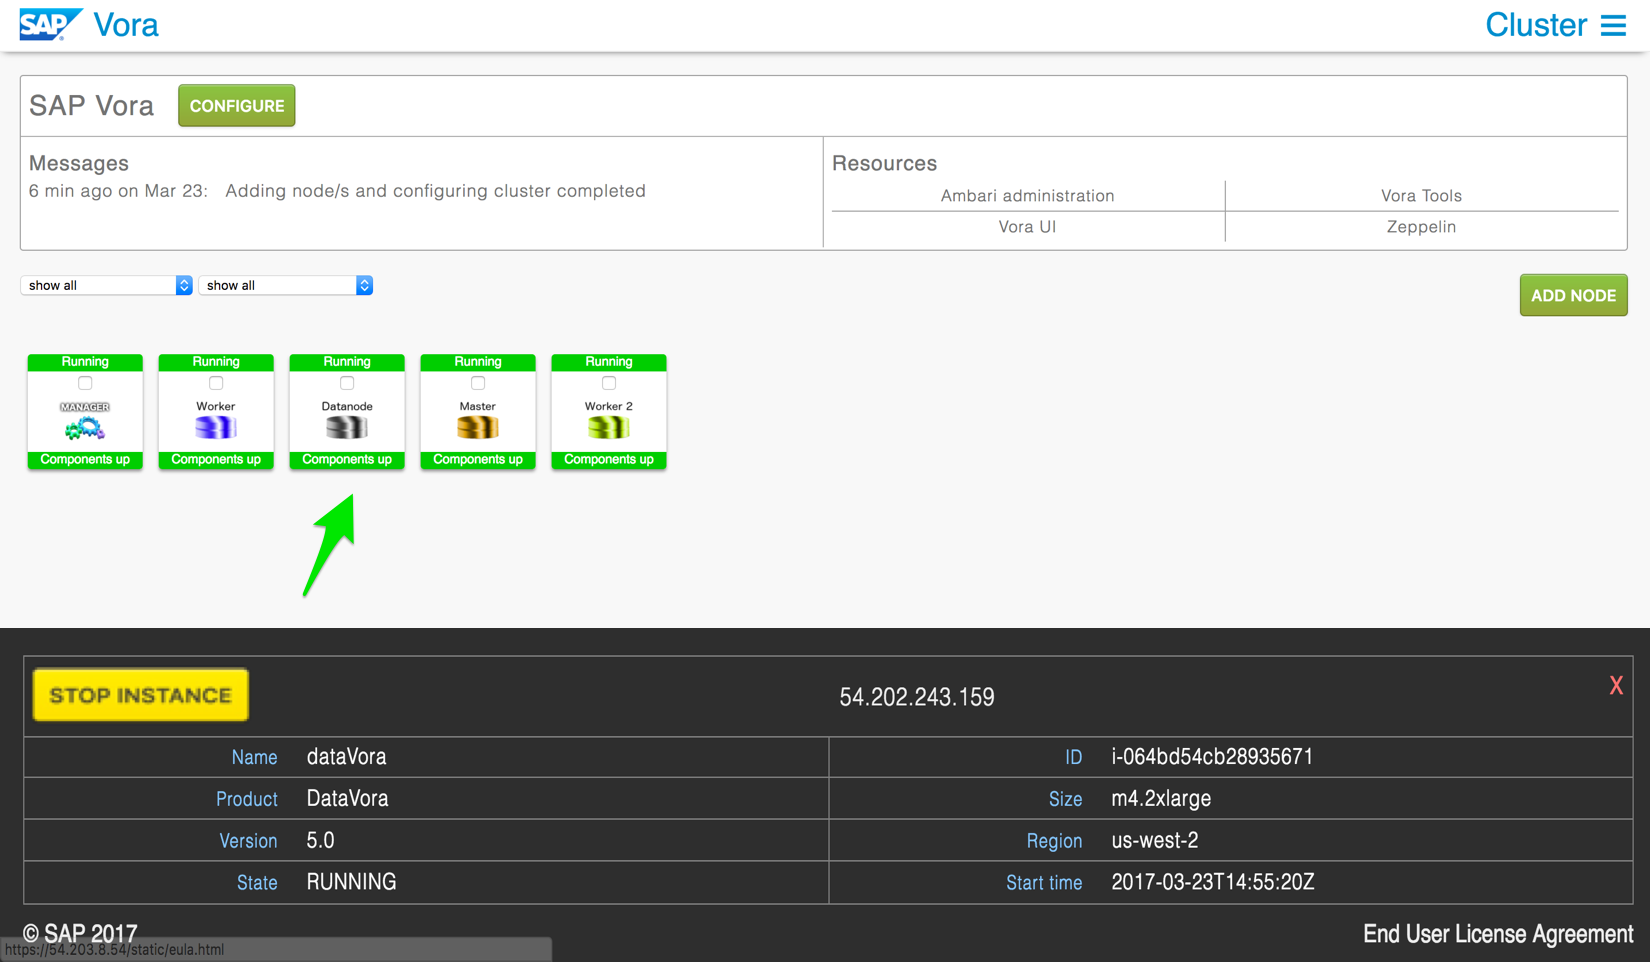 SAP Vora
Cluster
SAP Vora CONFIGURE
Messages
6 min ago on Mar 23: Adding node/s and configuring cluster completed
Resources
Ambari administration Vora Tools
Vora UI Zeppelin
show all show all
ADD NODE
Running Running Running Running Running
MANAGER Worker Datanode Master Worker 2
Components up Components up Components up Components up Components up
STOP INSTANCE 54.202.243.159 X
Name dataVora ID i-064bd54cb28935671
Product DataVora Size m4.2xlarge
Version 5.0 Region us-west-2
State RUNNING Start time 2017-03-23T14:55:20Z
© SAP 2017 End User License Agreement
https://54.203.8.54/static/eula.html